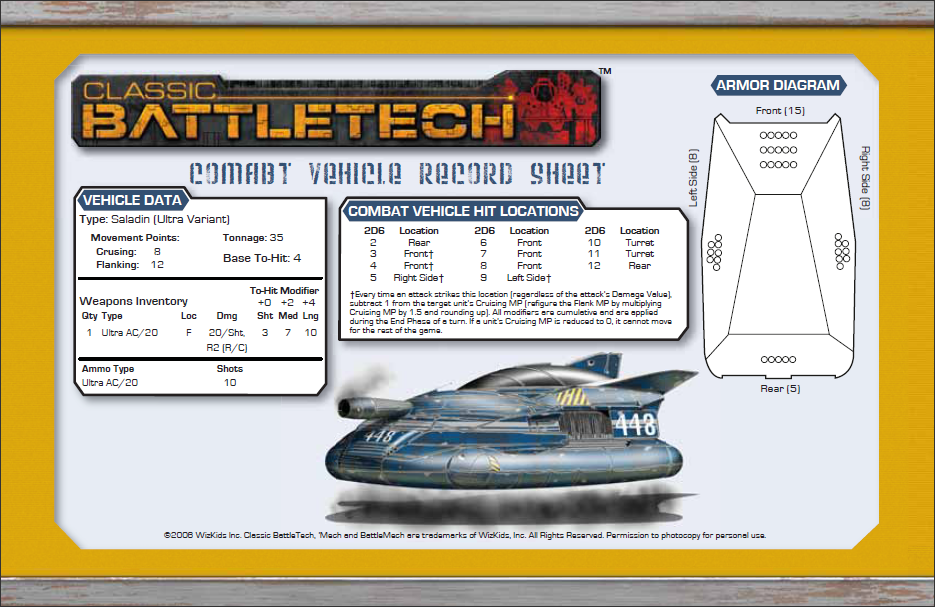 CLASSIC
BATTLETECH™
COMBAT VEHICLE RECORD SHEET
VEHICLE DATA
Type: Saladin (Ultra Variant)
Movement Points: Tonnage: 35
Crusing: 8 Base To-Hit: 4
Flanking: 12
To-Hit Modifier
Weapons Inventory +0 +2 +4
Qty Type Loc Dmg Sht Med Lng
1 Ultra AC/20 F 20/Sht, 3 7 10
R2 (R/C)
Ammo Type Shots
Ultra AC/20 10
COMBAT VEHICLE HIT LOCATIONS
2D6 Location 2D6 Location 2D6 Location
2 Rear 6 Front 10 Turret
3 Front† 7 Front 11 Turret
4 Front† 8 Front 12 Rear
5 Right Side† 9 Left Side†
†Every time an attack strikes this location (regardless of the attack's Damage Value),
subtract 1 from the target unit's Cruising MP (refigure the Flank MP by multiplying
Cruising MP by 1.5 and rounding up). All modifiers are cumulative and are applied
during the End Phase of a turn. If a unit's Cruising MP is reduced to 0, it cannot move
for the rest of the game.
ARMOR DIAGRAM
Front (15)
Left Side (8)
Right Side (8)
Rear (5)
448
448
©2006 WizKids Inc. Classic BattleTech, 'Mech and BattleMech are trademarks of WizKids, Inc. All Rights Reserved. Permission to photocopy for personal use.